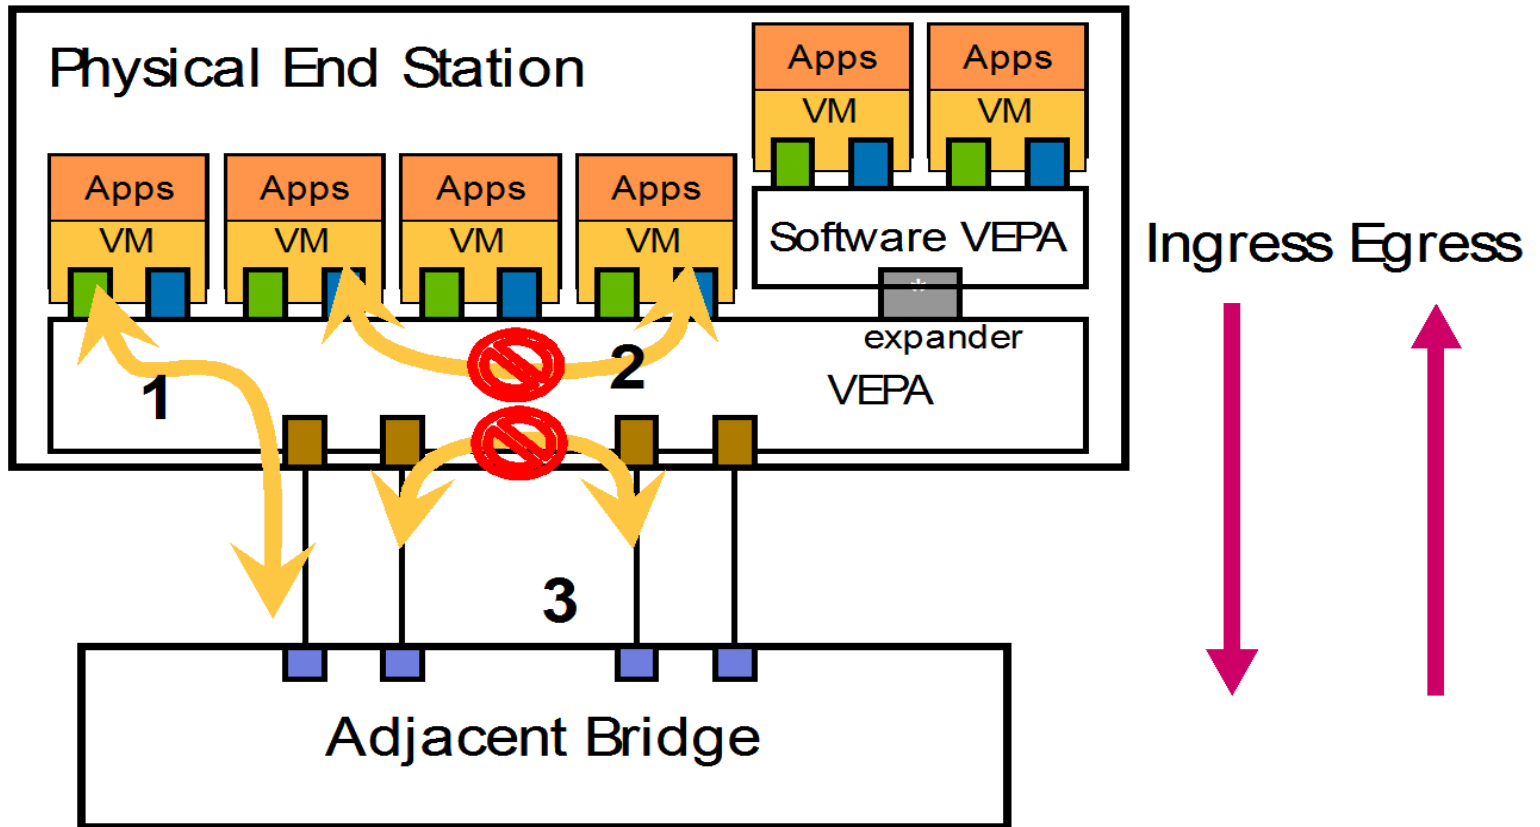 Physical End Station
Apps
Apps
VM
VM
Apps
Apps
Apps
Apps
VM
VM
VM
VM
Software VEPA
Ingress Egress
*
expander
VEPA
1
2
3
Adjacent Bridge